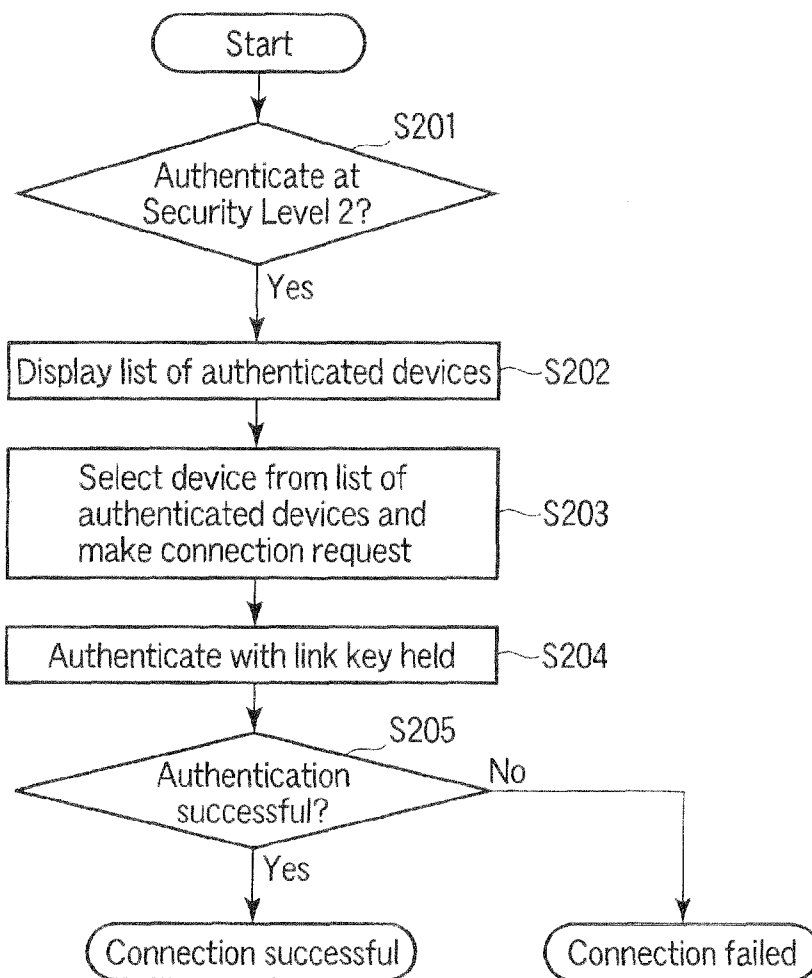 Start
S201
Authenticate at
Security Level 2?
Yes
Display list of authenticated devices
S202
Select device from list of
authenticated devices and
make connection request
S203
Authenticate with link key held
S204
S205
Authentication
successful?
No
Yes
Connection successful
Connection failed